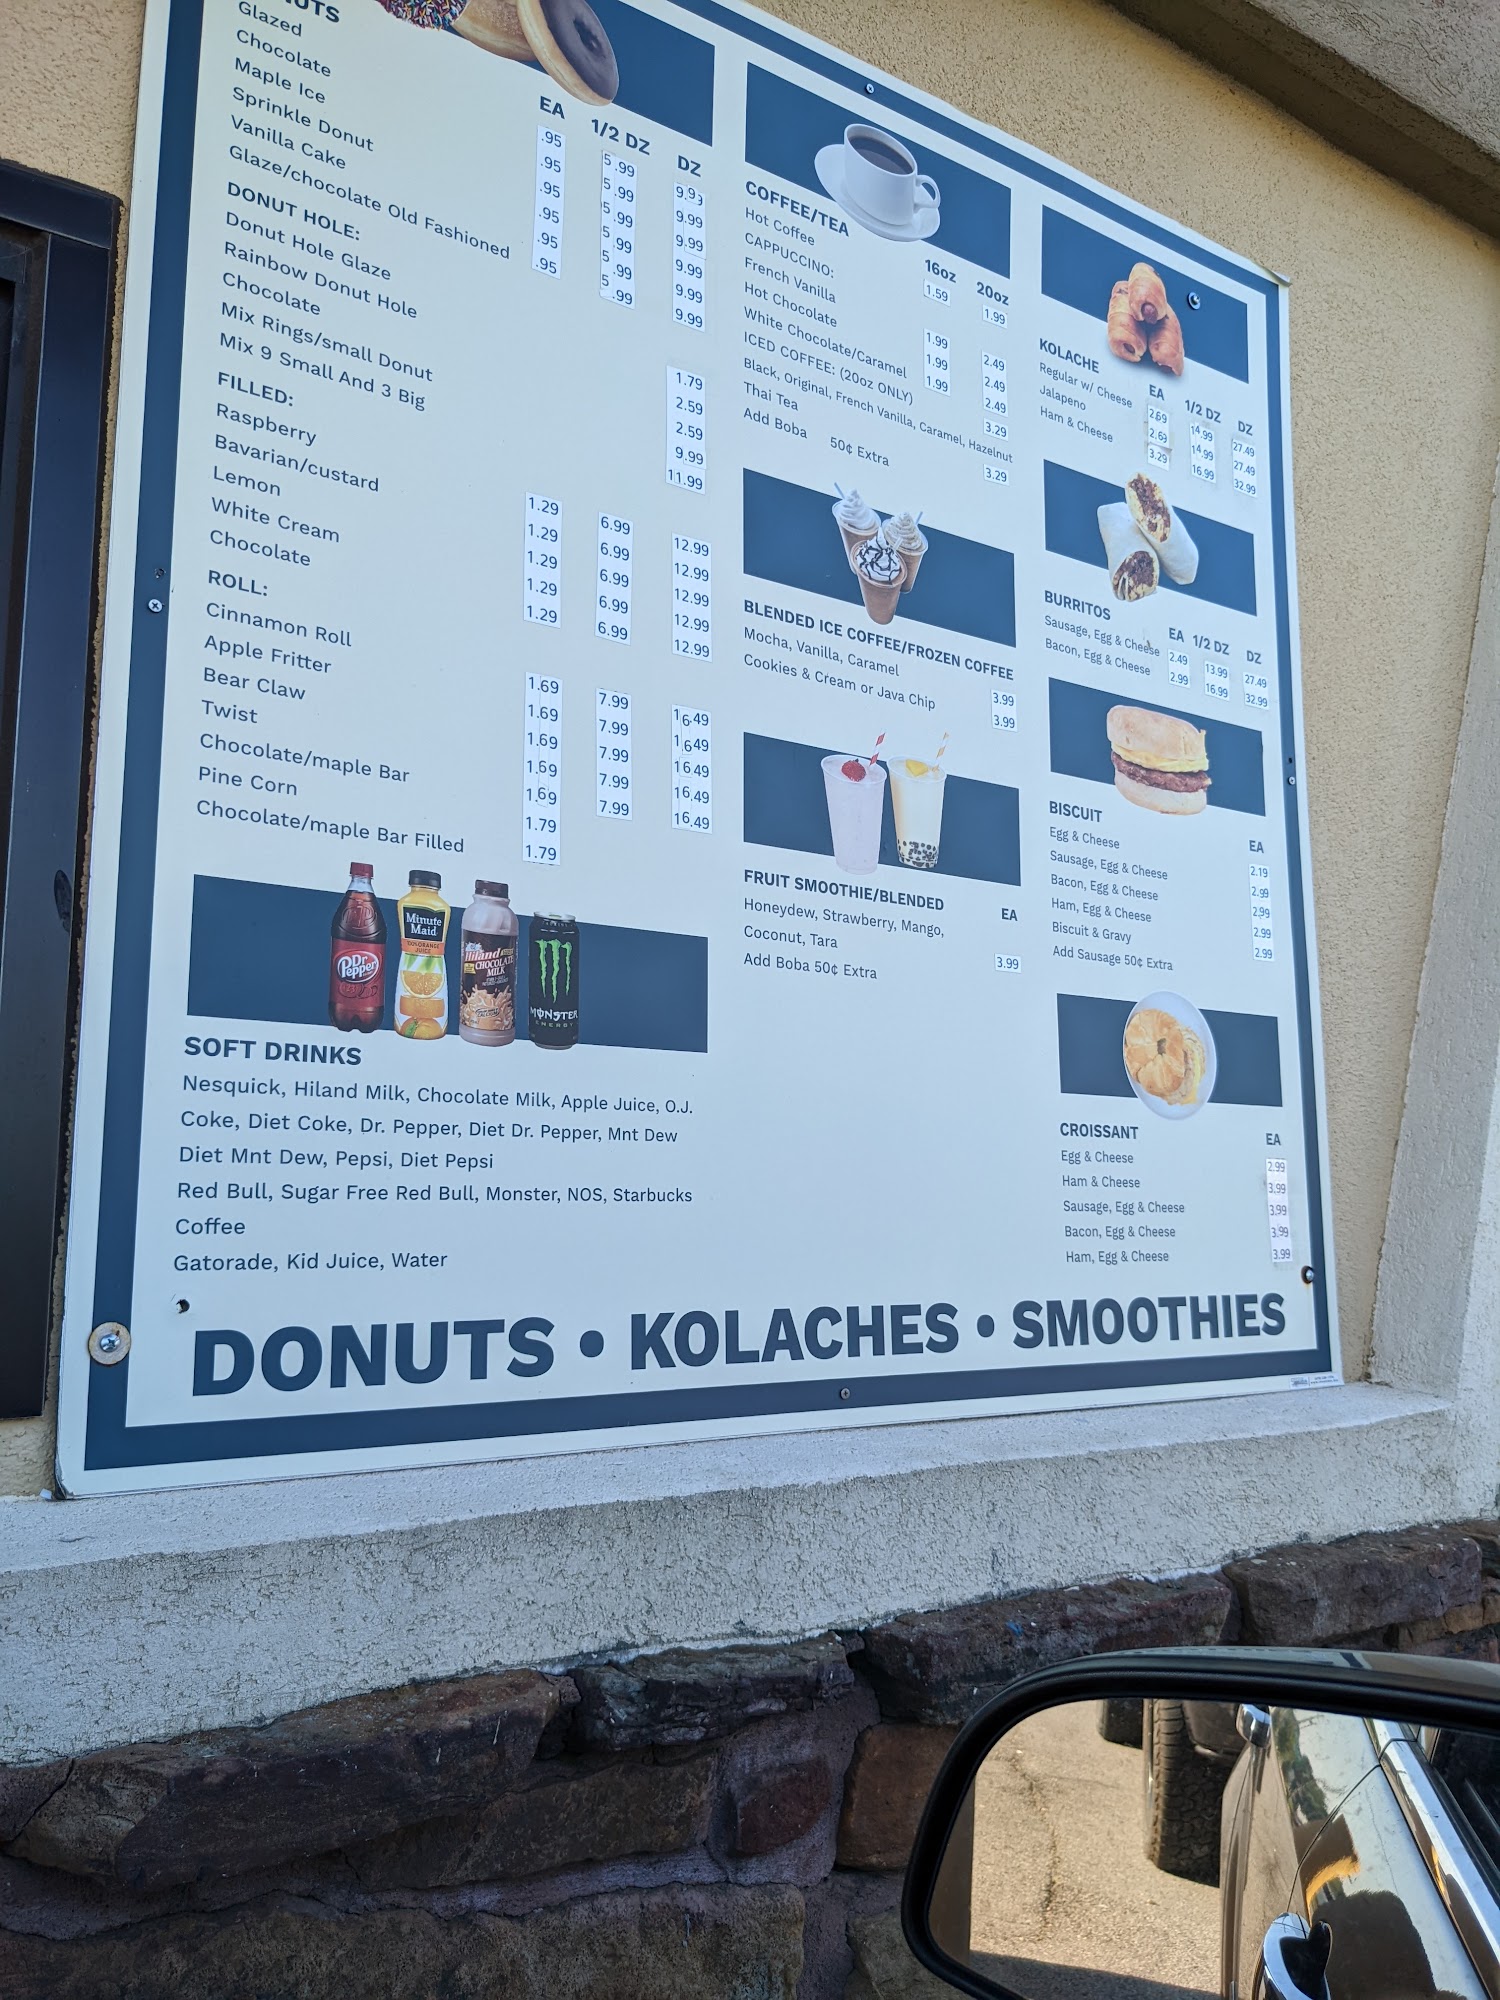 Glazed
Chocolate
Maple Ice
Sprinkle Donut
Vanilla Cake
Glaze/chocolate Old Fashioned
EA 1/2 DZ DZ
.95 5.99 9.99
.95 5.99 9.99
.95 5.99 9.99
.95 5.99 9.99
.95 5.99 9.99
.95 5.99 9.99
DONUT HOLE:
Donut Hole Glaze 1.79
Rainbow Donut Hole 2.59
Chocolate 2.59
Mix Rings/small Donut 9.99
Mix 9 Small And 3 Big 11.99
FILLED:
Raspberry 1.29 6.99 12.99
Bavarian/custard 1.29 6.99 12.99
Lemon 1.29 6.99 12.99
White Cream 1.29 6.99 12.99
Chocolate 1.29 6.99 12.99
ROLL:
Cinnamon Roll 1.69 7.99 16.49
Apple Fritter 1.69 7.99 16.49
Bear Claw 1.69 7.99 16.49
Twist 1.69 7.99 16.49
Chocolate/maple Bar 1.69 7.99 16.49
Pine Corn 1.79
Chocolate/maple Bar Filled 1.79
Dr Pepper
Minute Maid
100% ORANGE JUICE
Hiland
CHOCOLATE MILK
MONSTER
ENERGY
SOFT DRINKS
Nesquick, Hiland Milk, Chocolate Milk, Apple Juice, O.J.
Coke, Diet Coke, Dr. Pepper, Diet Dr. Pepper, Mnt Dew
Diet Mnt Dew, Pepsi, Diet Pepsi
Red Bull, Sugar Free Red Bull, Monster, NOS, Starbucks
Coffee
Gatorade, Kid Juice, Water
COFFEE/TEA 16oz 20oz
Hot Coffee 1.59 1.99
CAPPUCCINO:
French Vanilla 1.99 2.49
Hot Chocolate 1.99 2.49
White Chocolate/Caramel 1.99 2.49
ICED COFFEE: (20oz ONLY)
Black, Original, French Vanilla, Caramel, Hazelnut 3.29
Thai Tea 3.29
Add Boba 50¢ Extra
BLENDED ICE COFFEE/FROZEN COFFEE
Mocha, Vanilla, Caramel 3.99
Cookies & Cream or Java Chip 3.99
FRUIT SMOOTHIE/BLENDED EA
Honeydew, Strawberry, Mango,
Coconut, Tara 3.99
Add Boba 50¢ Extra
KOLACHE EA 1/2 DZ DZ
Regular w/ Cheese 2.69 14.99 27.49
Jalapeno 2.69 14.99 27.49
Ham & Cheese 3.29 16.99 32.99
BURRITOS EA 1/2 DZ DZ
Sausage, Egg & Cheese 2.49 13.99 27.49
Bacon, Egg & Cheese 2.99 16.99 32.99
BISCUIT EA
Egg & Cheese 2.19
Sausage, Egg & Cheese 2.99
Bacon, Egg & Cheese 2.99
Ham, Egg & Cheese 2.99
Biscuit & Gravy 2.99
Add Sausage 50¢ Extra
CROISSANT EA
Egg & Cheese 2.99
Ham & Cheese 3.99
Sausage, Egg & Cheese 3.99
Bacon, Egg & Cheese 3.99
Ham, Egg & Cheese 3.99
DONUTS • KOLACHES • SMOOTHIES